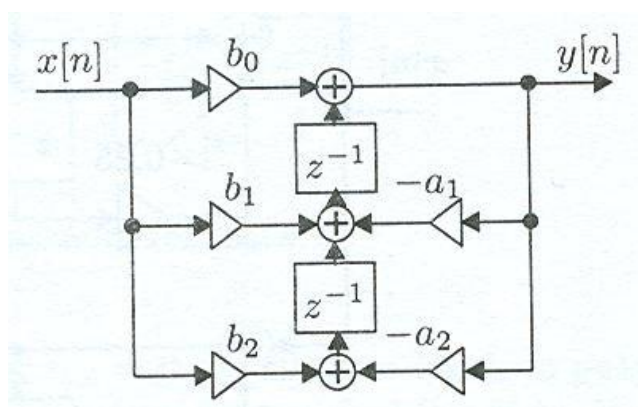 x[n] b₀ y[n]
z⁻¹
b₁ −a₁
z⁻¹
b₂ −a₂